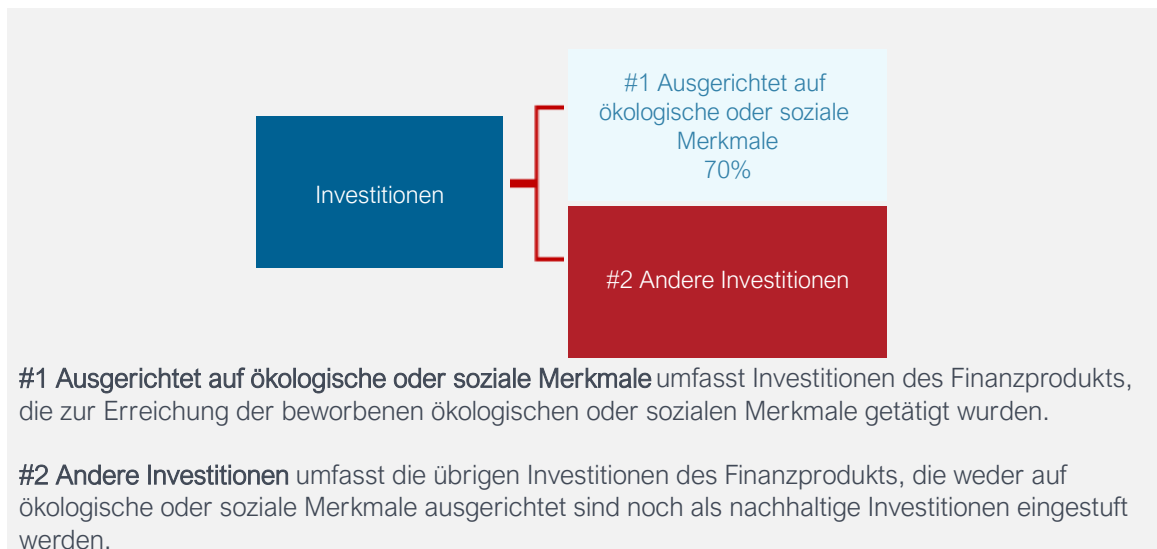 #1 Ausgerichtet auf
ökologische oder soziale
Merkmale
70%
Investitionen
#2 Andere Investitionen
#1 Ausgerichtet auf ökologische oder soziale Merkmale umfasst Investitionen des Finanzprodukts,
die zur Erreichung der beworbenen ökologischen oder sozialen Merkmale getätigt wurden.
#2 Andere Investitionen umfasst die übrigen Investitionen des Finanzprodukts, die weder auf
ökologische oder soziale Merkmale ausgerichtet sind noch als nachhaltige Investitionen eingestuft
werden.